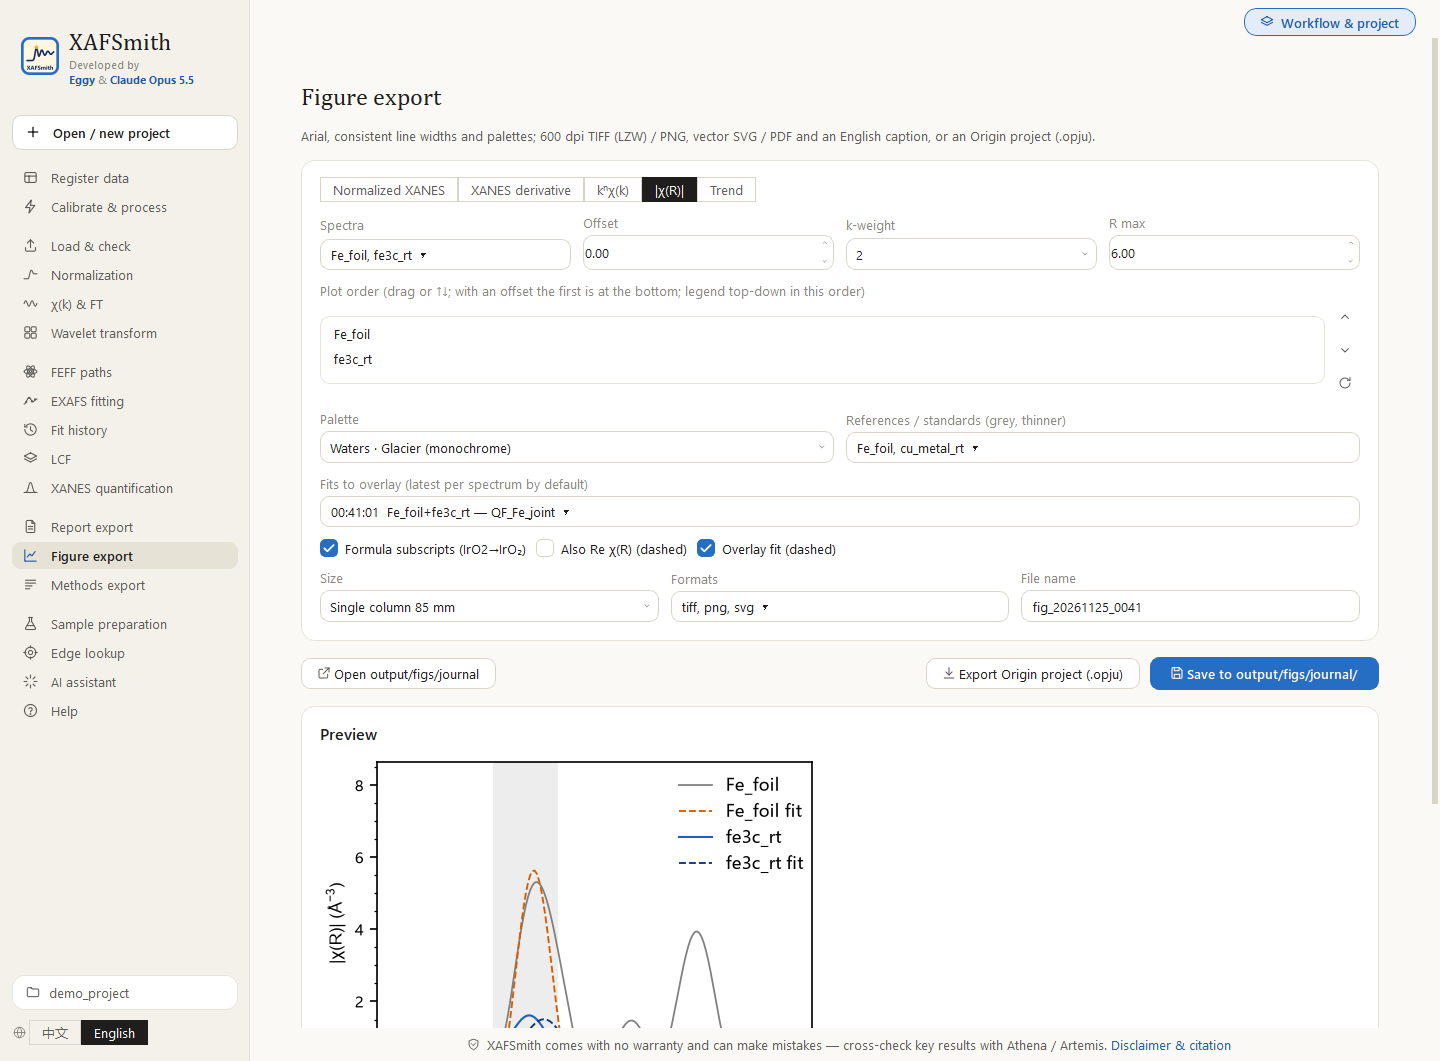 Workflow & project
XAFSmith
XAFSmith
Developed by
Eggy & Claude Opus 5.5
Open / new project
Register data
Calibrate & process
Load & check
Normalization
χ(k) & FT
Wavelet transform
FEFF paths
EXAFS fitting
Fit history
LCF
XANES quantification
Report export
Figure export
Methods export
Sample preparation
Edge lookup
AI assistant
Help
demo_project
中文 English
Figure export
Arial, consistent line widths and palettes; 600 dpi TIFF (LZW) / PNG, vector SVG / PDF and an English caption, or an Origin project (.opju).
Normalized XANES XANES derivative kⁿχ(k) |χ(R)| Trend
Spectra Offset k-weight R max
Fe_foil, fe3c_rt 0.00 2 6.00
Plot order (drag or ↑↓; with an offset the first is at the bottom; legend top-down in this order)
Fe_foil
fe3c_rt
Palette References / standards (grey, thinner)
Waters · Glacier (monochrome) Fe_foil, cu_metal_rt
Fits to overlay (latest per spectrum by default)
00:41:01 Fe_foil+fe3c_rt — QF_Fe_joint
Formula subscripts (IrO2→IrO₂) Also Re χ(R) (dashed) Overlay fit (dashed)
Size Formats File name
Single column 85 mm tiff, png, svg fig_20261125_0041
Open output/figs/journal Export Origin project (.opju) Save to output/figs/journal/
Preview
|χ(R)| (Å⁻³)
8
6
4
2
Fe_foil
Fe_foil fit
fe3c_rt
fe3c_rt fit
XAFSmith comes with no warranty and can make mistakes — cross-check key results with Athena / Artemis. Disclaimer & citation